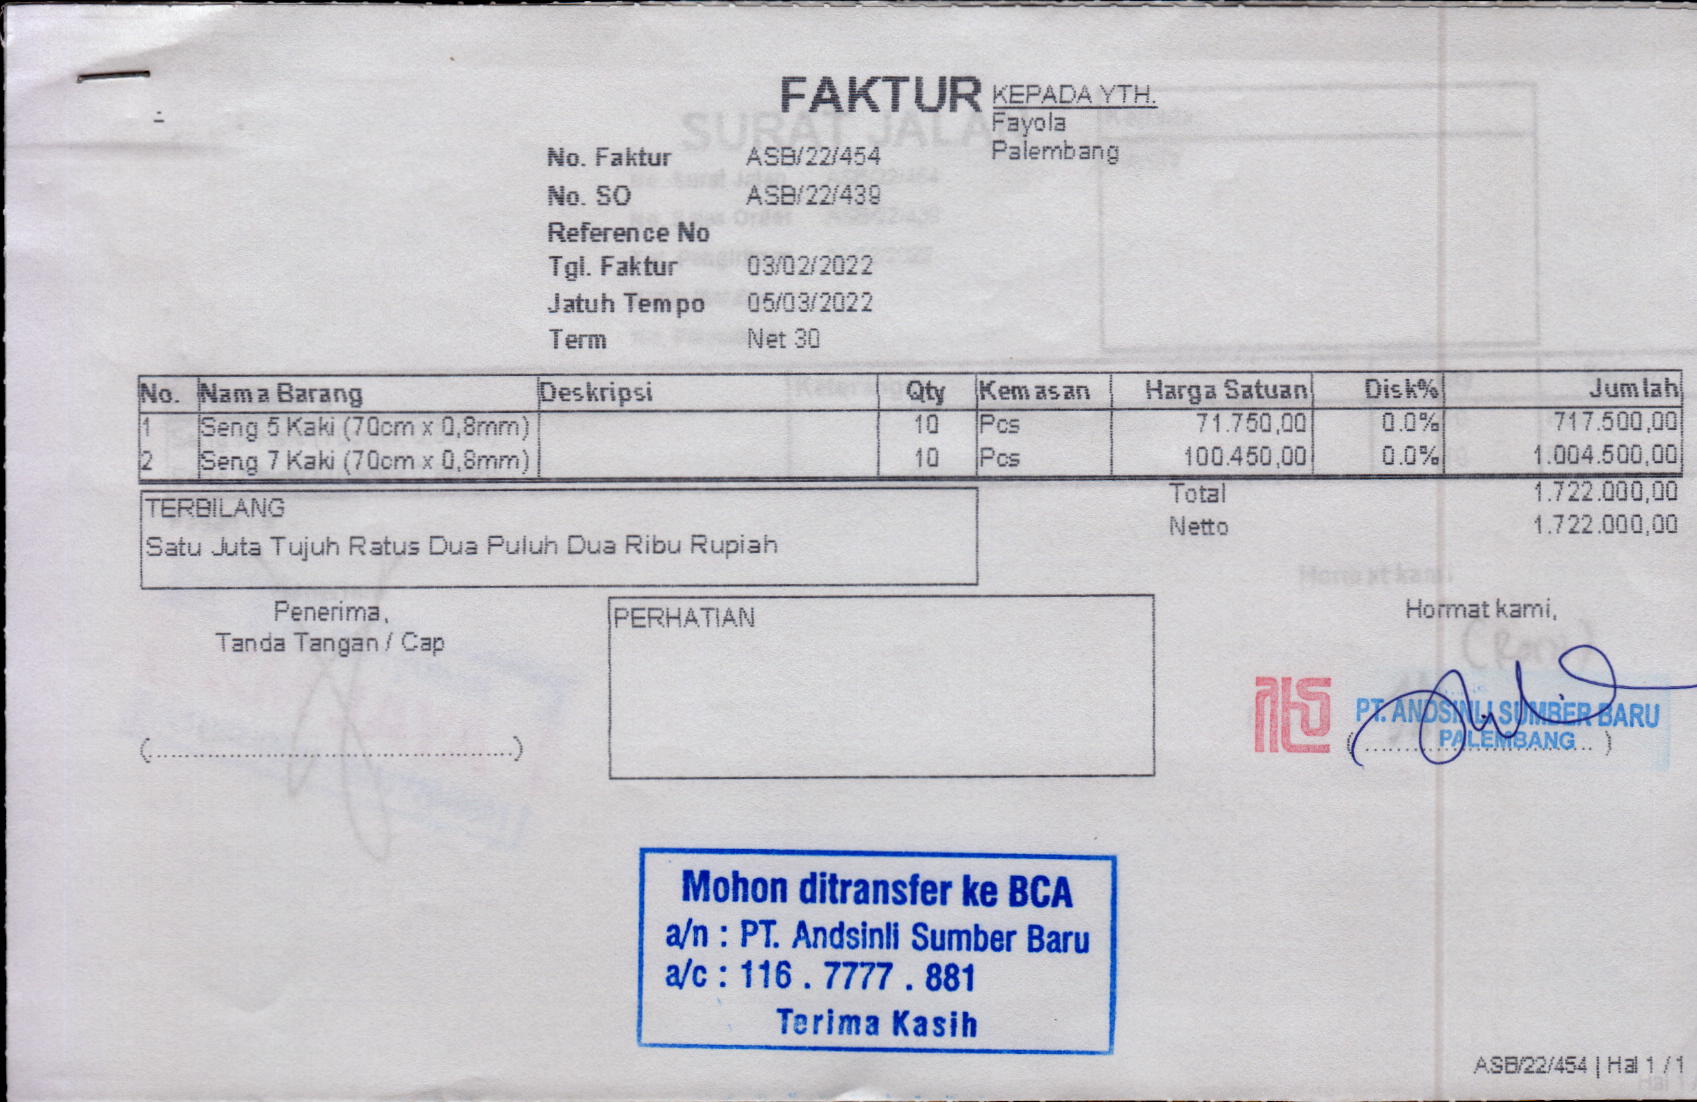 FAKTUR
KEPADA YTH.
Fayola
Palembang
No. Faktur ASB/22/454
No. SO ASB/22/439
Reference No
Tgl. Faktur 03/02/2022
Jatuh Tempo 05/03/2022
Term Net 30
No. Nama Barang Deskripsi Qty Kemasan Harga Satuan Disk% Jumlah
1 Seng 5 Kaki (70cm x 0,8mm) 10 Pcs 71.750,00 0.0% 717.500,00
2 Seng 7 Kaki (70cm x 0,8mm) 10 Pcs 100.450,00 0.0% 1.004.500,00
Total 1.722.000,00
Netto 1.722.000,00
TERBILANG
Satu Juta Tujuh Ratus Dua Puluh Dua Ribu Rupiah
Penerima,
Tanda Tangan / Cap
(....................................................)
PERHATIAN
Hormat kami,
PT. ANDSINLI SUMBER BARU
PALEMBANG
Mohon ditransfer ke BCA
a/n : PT. Andsinli Sumber Baru
a/c : 116 . 7777 . 881
Terima Kasih
ASB/22/454 | Hal 1 / 1